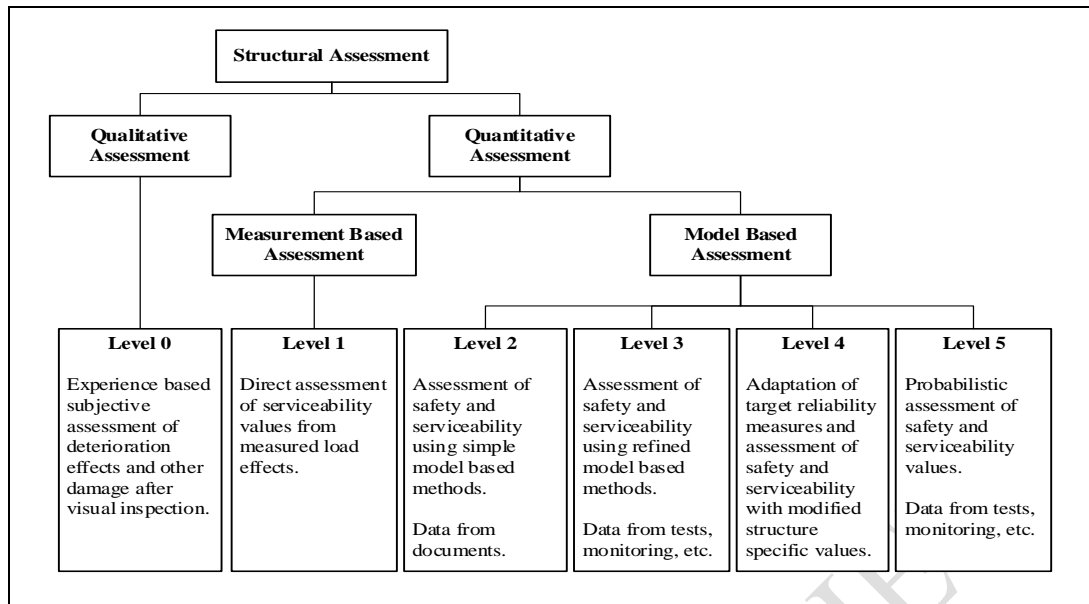 Structural Assessment
Qualitative
Assessment
Quantitative
Assessment
Measurement Based
Assessment
Model Based
Assessment
Level 0
Experience based
subjective
assessment of
deterioration
effects and other
damage after
visual inspection.
Level 1
Direct assessment
of serviceability
values from
measured load
effects.
Level 2
Assessment of
safety and
serviceability
using simple
model based
methods.
Data from
documents.
Level 3
Assessment of
safety and
serviceability
using refined
model based
methods.
Data from tests,
monitoring, etc.
Level 4
Adaptation of
target reliability
measures and
assessment of
safety and
serviceability
with modified
structure
specific values.
Level 5
Probabilistic
assessment of
safety and
serviceability
values.
Data from tests,
monitoring, etc.